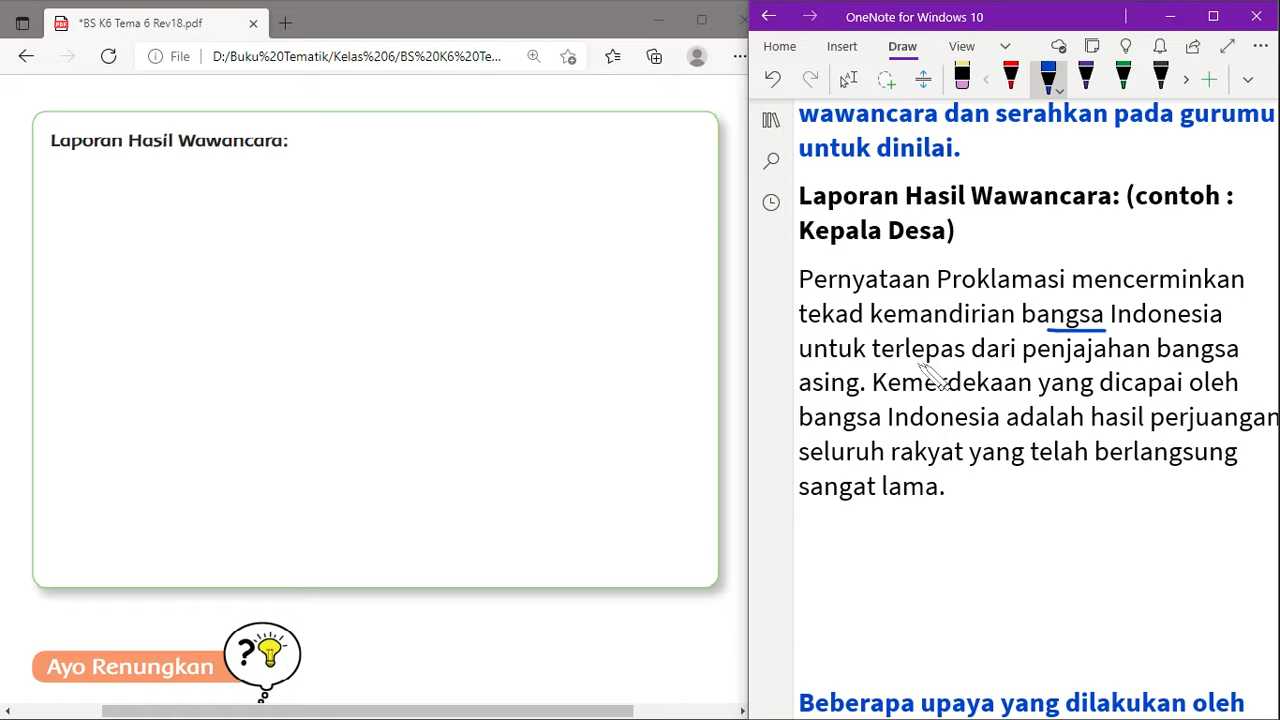 *BS K6 Tema 6 Rev18.pdf
File
D:/Buku%20Tematik/Kelas%206/BS%20K6%20Te...
Laporan Hasil Wawancara:
Ayo Renungkan
OneNote for Windows 10
Home Insert Draw View
wawancara dan serahkan pada gurumu
untuk dinilai.
Laporan Hasil Wawancara: (contoh :
Kepala Desa)
Pernyataan Proklamasi mencerminkan
tekad kemandirian bangsa Indonesia
untuk terlepas dari penjajahan bangsa
asing. Kemerdekaan yang dicapai oleh
bangsa Indonesia adalah hasil perjuangan
seluruh rakyat yang telah berlangsung
sangat lama.
Beberapa upaya yang dilakukan oleh